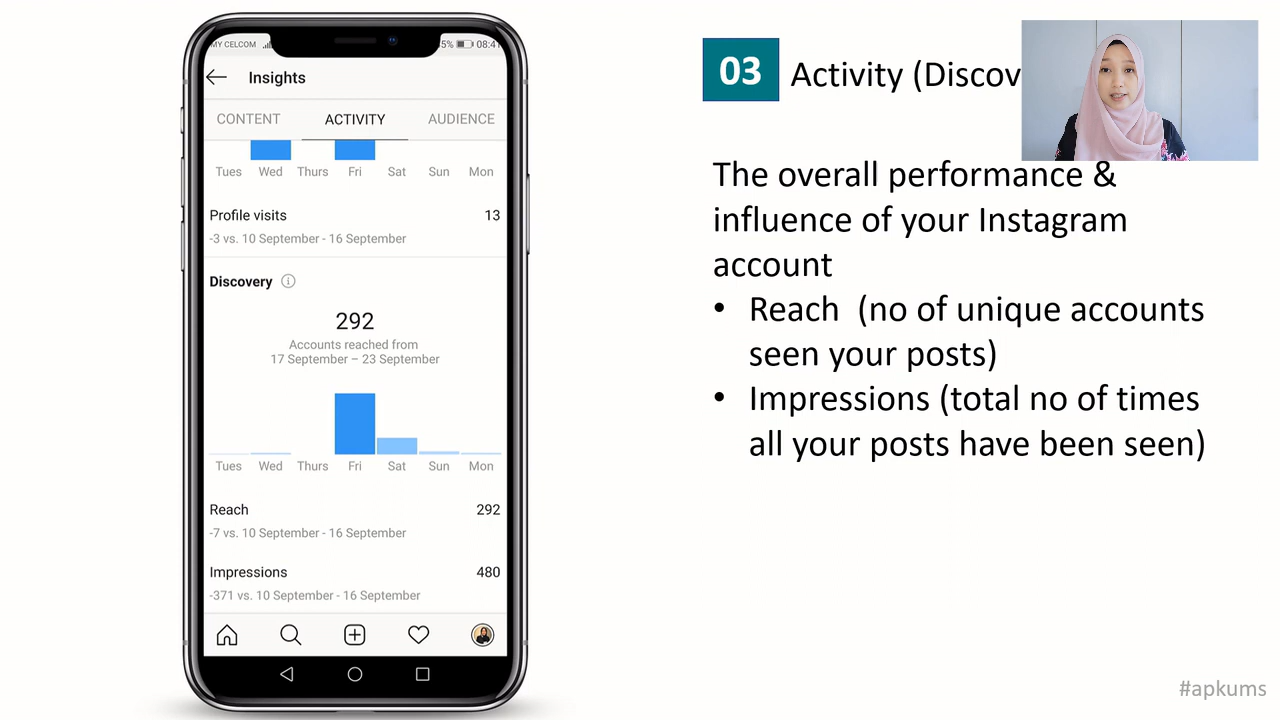 MY CELCOM
5% 08:41
Insights
CONTENT ACTIVITY AUDIENCE
Tues Wed Thurs Fri Sat Sun Mon
Profile visits 13
-3 vs. 10 September - 16 September
Discovery
292
Accounts reached from
17 September – 23 September
Tues Wed Thurs Fri Sat Sun Mon
Reach 292
-7 vs. 10 September - 16 September
Impressions 480
-371 vs. 10 September - 16 September
03 Activity (Discov
The overall performance &
influence of your Instagram
account
• Reach (no of unique accounts
seen your posts)
• Impressions (total no of times
all your posts have been seen)
#apkums